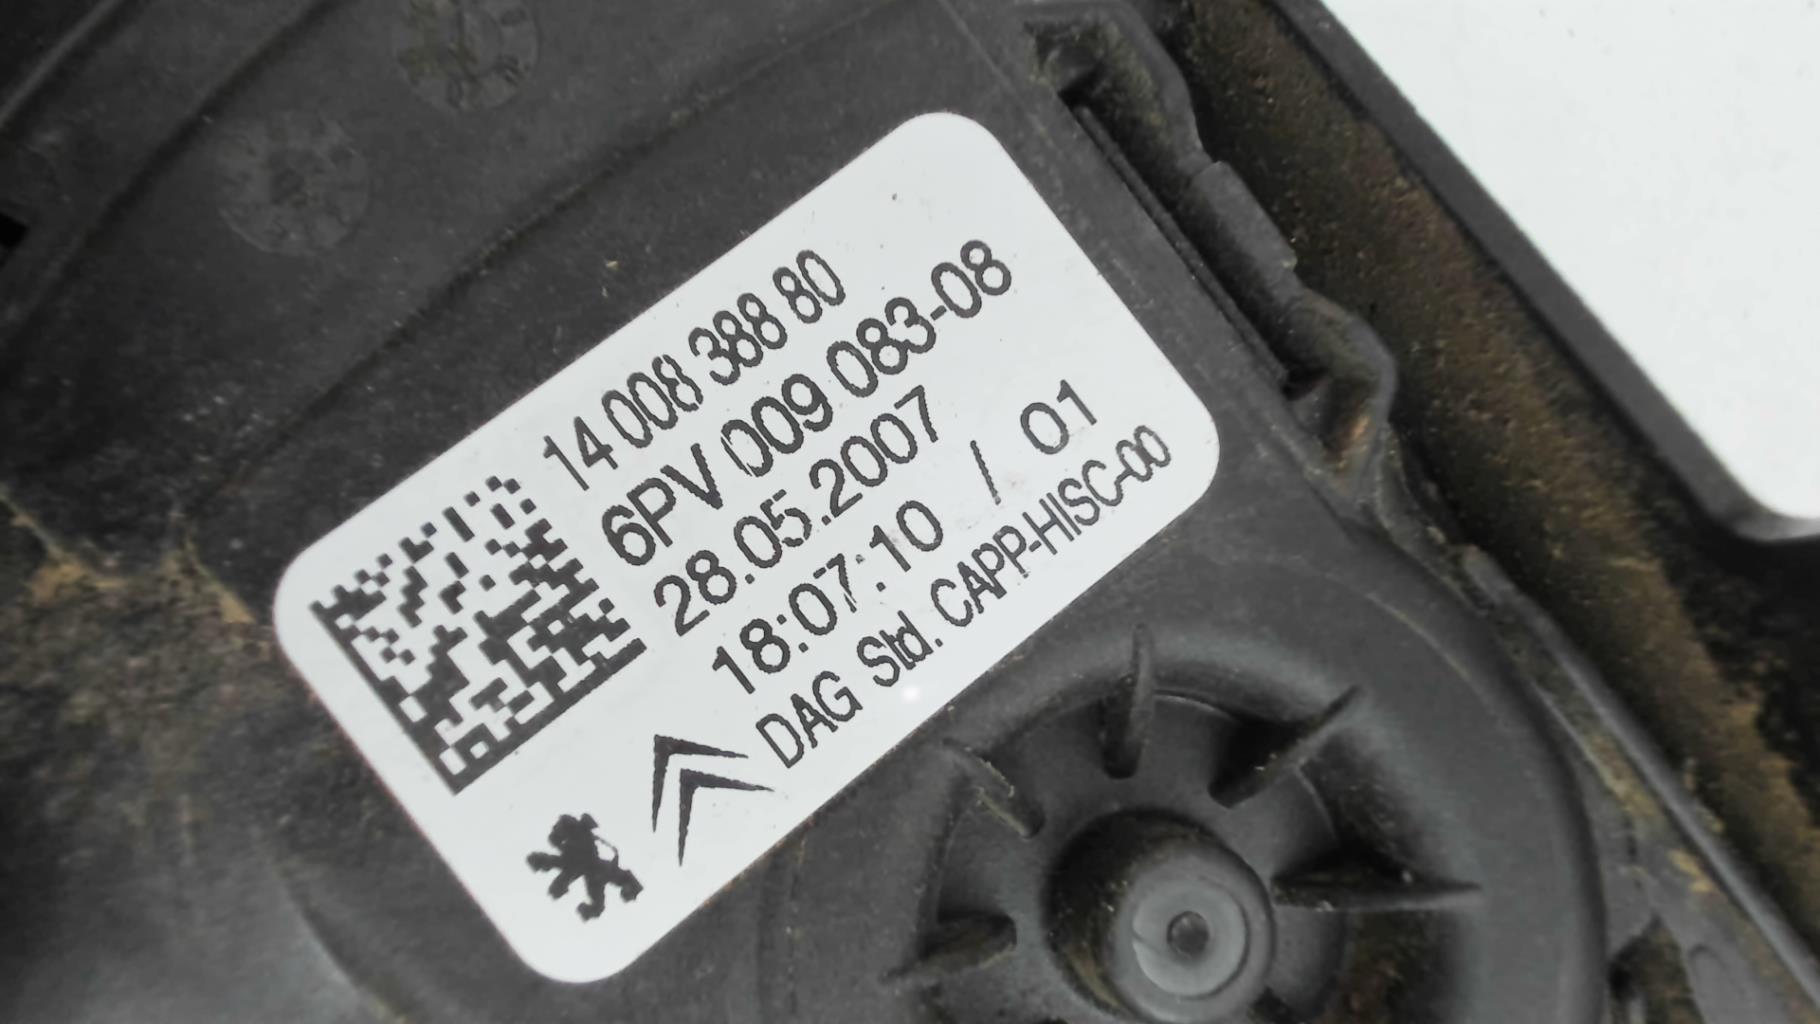 14 008 388 80
6PV 009 083-08
28.05.2007
18:07:10 / 01
DAG Std. CAPP-HISC-00